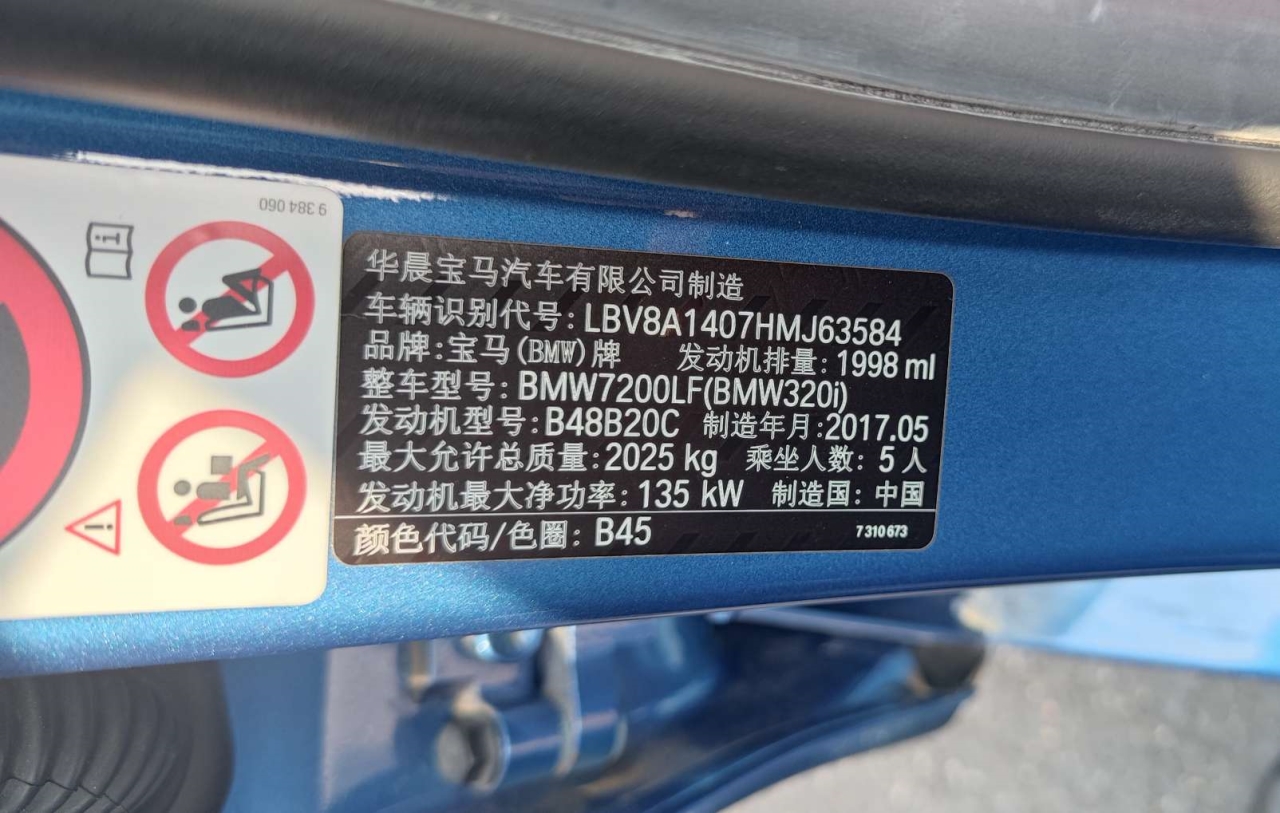 9 384 060
华晨宝马汽车有限公司制造
车辆识别代号: LBV8A1407HMJ63584
品牌:宝马(BMW)牌 发动机排量: 1998 ml
整车型号: BMW7200LF(BMW320i)
发动机型号: B48B20C 制造年月:2017.05
最大允许总质量: 2025 kg 乘坐人数: 5 人
发动机最大净功率: 135 kW 制造国: 中国
颜色代码/色圈: B45 7 310 673